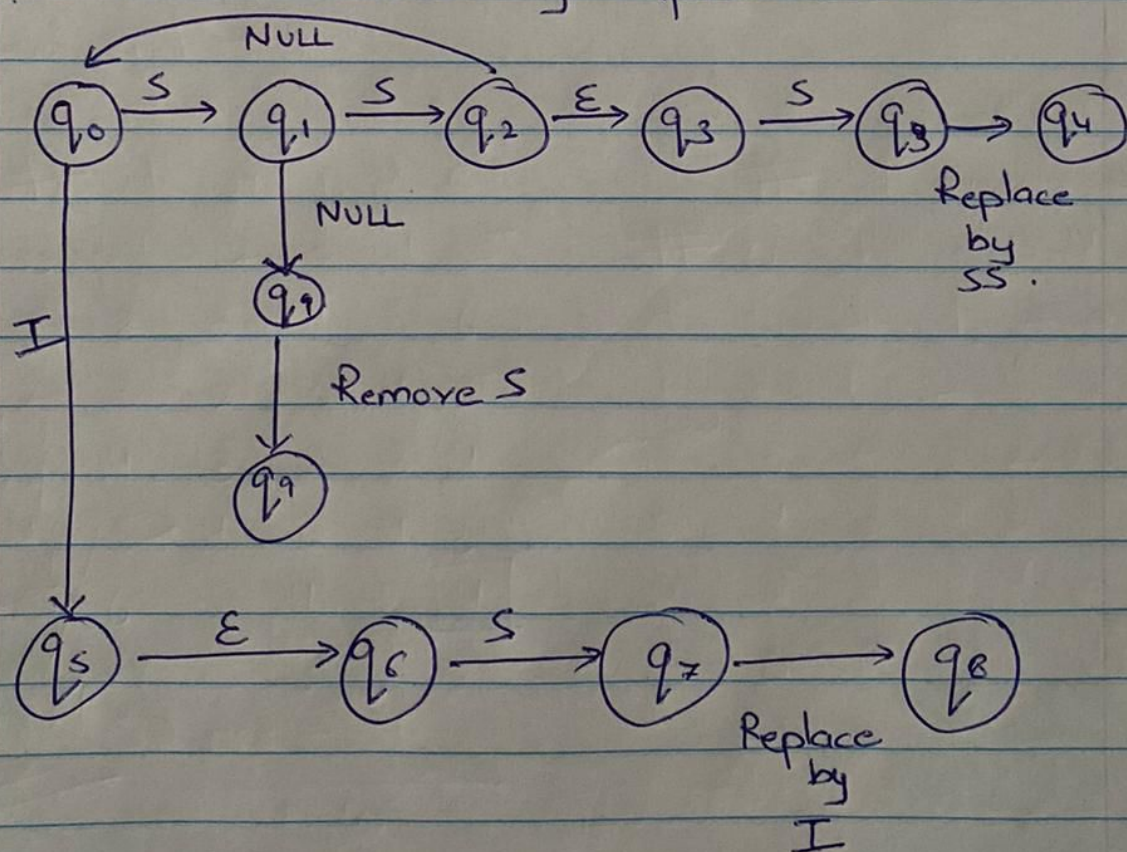 NULL
q0 S q1 S q2 ε q3 S q3 q4
Replace
by
SS.
NULL
q9
I
Remove S
q9
q5 ε q6 S q7 q8
Replace
by
I